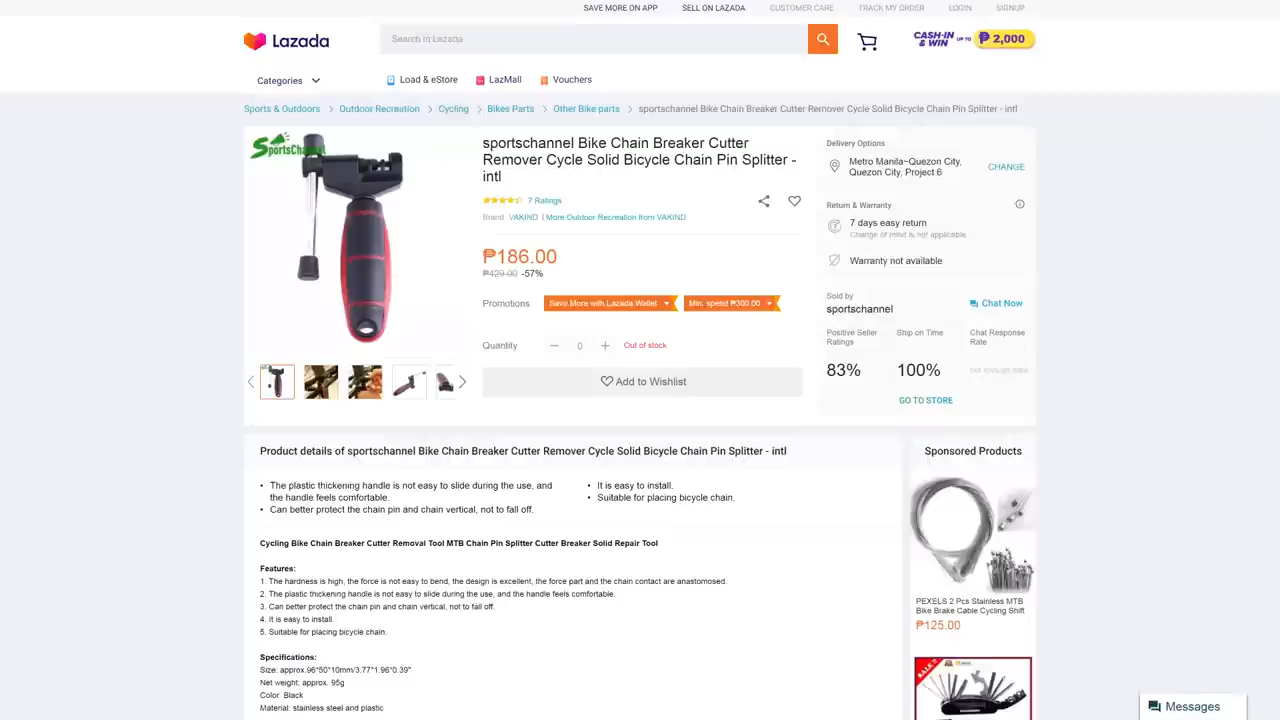 SAVE MORE ON APP
SELL ON LAZADA
CUSTOMER CARE
TRACK MY ORDER
LOGIN
SIGNUP
Lazada
Search in Lazada
CASH-IN & WIN UP TO ₱ 2,000
Categories
Load & eStore
LazMall
Vouchers
Sports & Outdoors > Outdoor Recreation > Cycling > Bikes Parts > Other Bike parts > sportschannel Bike Chain Breaker Cutter Remover Cycle Solid Bicycle Chain Pin Splitter - intl
SportsChannel
sportschannel Bike Chain Breaker Cutter
Remover Cycle Solid Bicycle Chain Pin Splitter -
intl
7 Ratings
Brand VAKIND | More Outdoor Recreation from VAKIND
₱186.00
₱429.00 -57%
Promotions
Save.More with Lazada Wallet
Min. spend ₱300.00
Quantity
0
Out of stock
Add to Wishlist
Delivery Options
Metro Manila~Quezon City,
Quezon City, Project 6
CHANGE
Return & Warranty
7 days easy return
Change of mind is not applicable
Warranty not available
Sold by
sportschannel
Chat Now
Positive Seller
Ratings
83%
Ship on Time
100%
Chat Response
Rate
not enough data
GO TO STORE
Product details of sportschannel Bike Chain Breaker Cutter Remover Cycle Solid Bicycle Chain Pin Splitter - intl
• The plastic thickening handle is not easy to slide during the use, and
the handle feels comfortable.
• Can better protect the chain pin and chain vertical, not to fall off.
• It is easy to install.
• Suitable for placing bicycle chain.
Cycling Bike Chain Breaker Cutter Removal Tool MTB Chain Pin Splitter Cutter Breaker Solid Repair Tool
Features:
1. The hardness is high, the force is not easy to bend, the design is excellent, the force part and the chain contact are anastomosed.
2. The plastic thickening handle is not easy to slide during the use, and the handle feels comfortable.
3. Can better protect the chain pin and chain vertical, not to fall off.
4. It is easy to install.
5. Suitable for placing bicycle chain.
Specifications:
Size: approx.96*50*10mm/3.77*1.96*0.39"
Net weight: approx. 95g
Color: Black
Material: stainless steel and plastic
Sponsored Products
PEXELS 2 Pcs Stainless MTB
Bike Brake Cable Cycling Shift
₱125.00
SALE!!
Messages